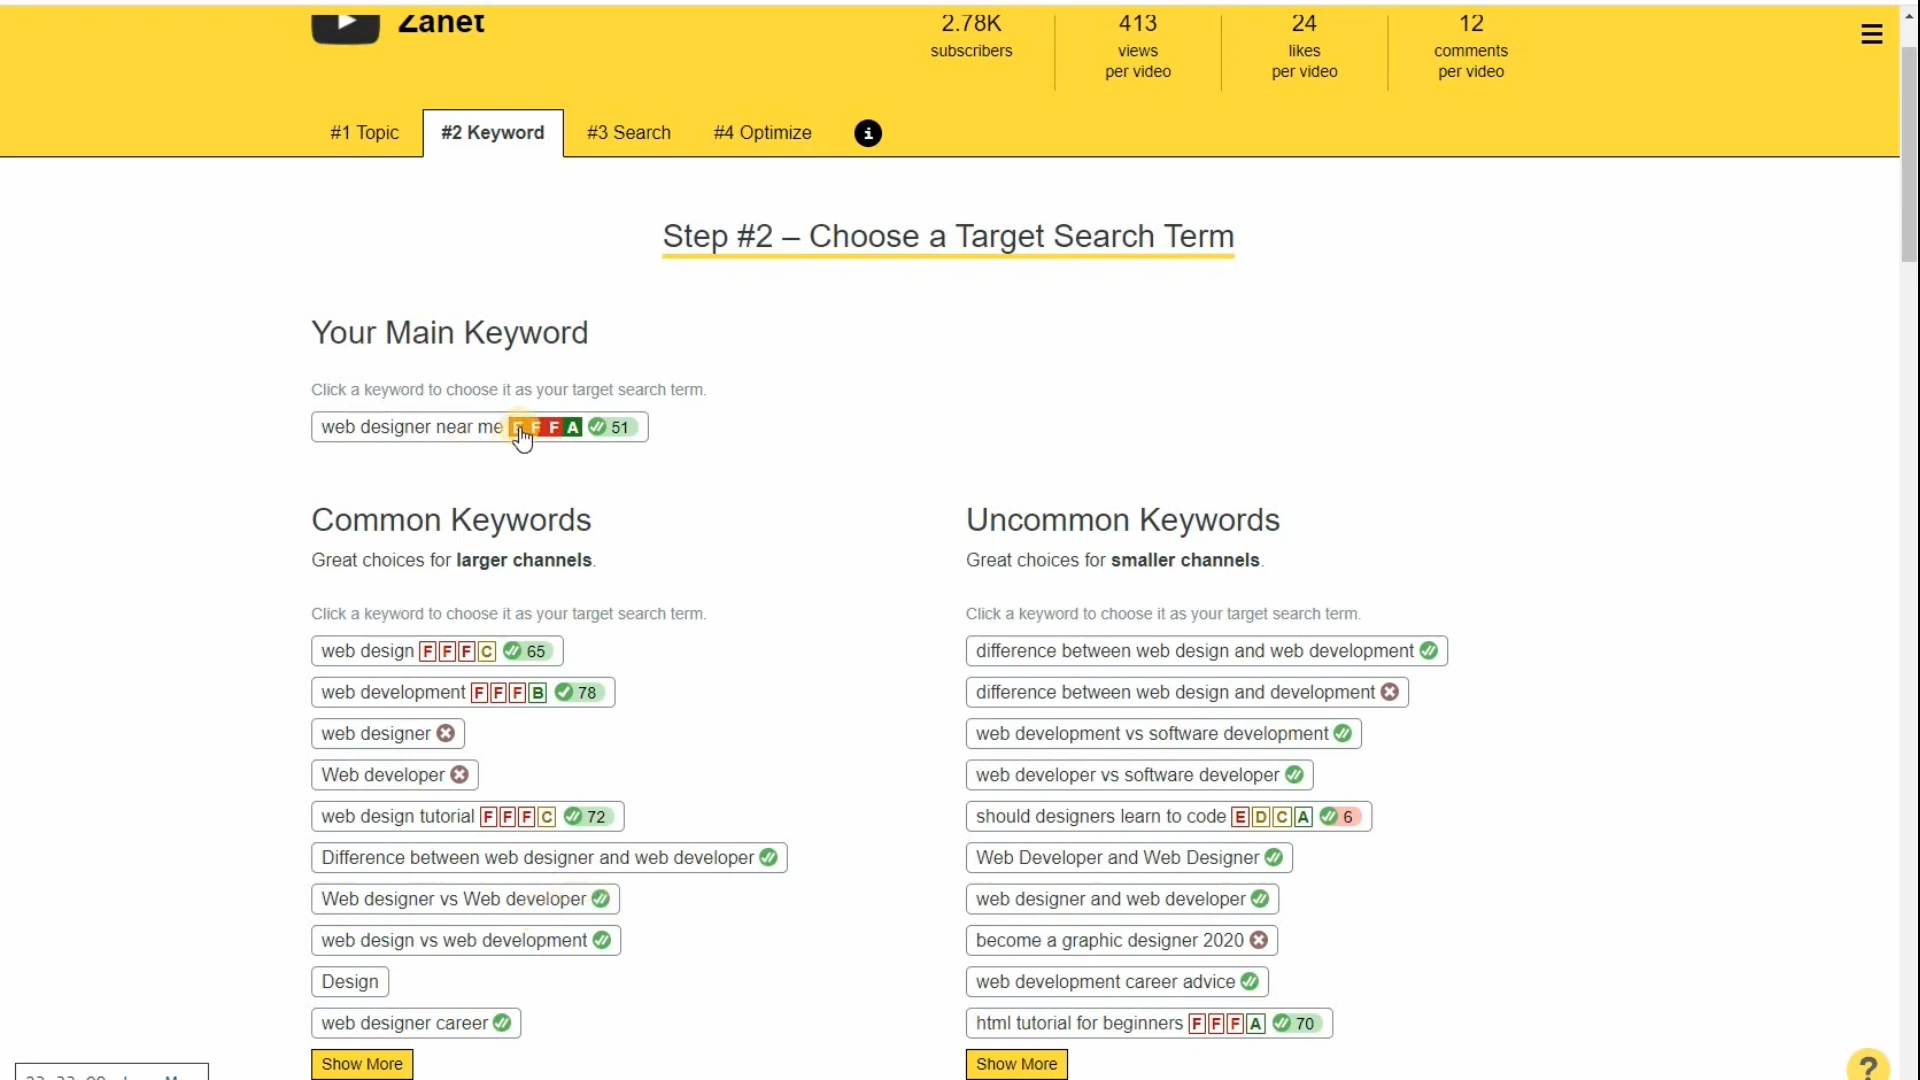 Zanet
2.78K
subscribers
413
views
per video
24
likes
per video
12
comments
per video
#1 Topic
#2 Keyword
#3 Search
#4 Optimize
i
Step #2 – Choose a Target Search Term
Your Main Keyword
Click a keyword to choose it as your target search term.
web designer near me E F F A 51
Common Keywords
Great choices for larger channels.
Click a keyword to choose it as your target search term.
web design F F F C 65
web development F F F B 78
web designer
Web developer
web design tutorial F F F C 72
Difference between web designer and web developer
Web designer vs Web developer
web design vs web development
Design
web designer career
Show More
Uncommon Keywords
Great choices for smaller channels.
Click a keyword to choose it as your target search term.
difference between web design and web development
difference between web design and development
web development vs software development
web developer vs software developer
should designers learn to code E D C A 6
Web Developer and Web Designer
web designer and web developer
become a graphic designer 2020
web development career advice
html tutorial for beginners F F F A 70
Show More
?